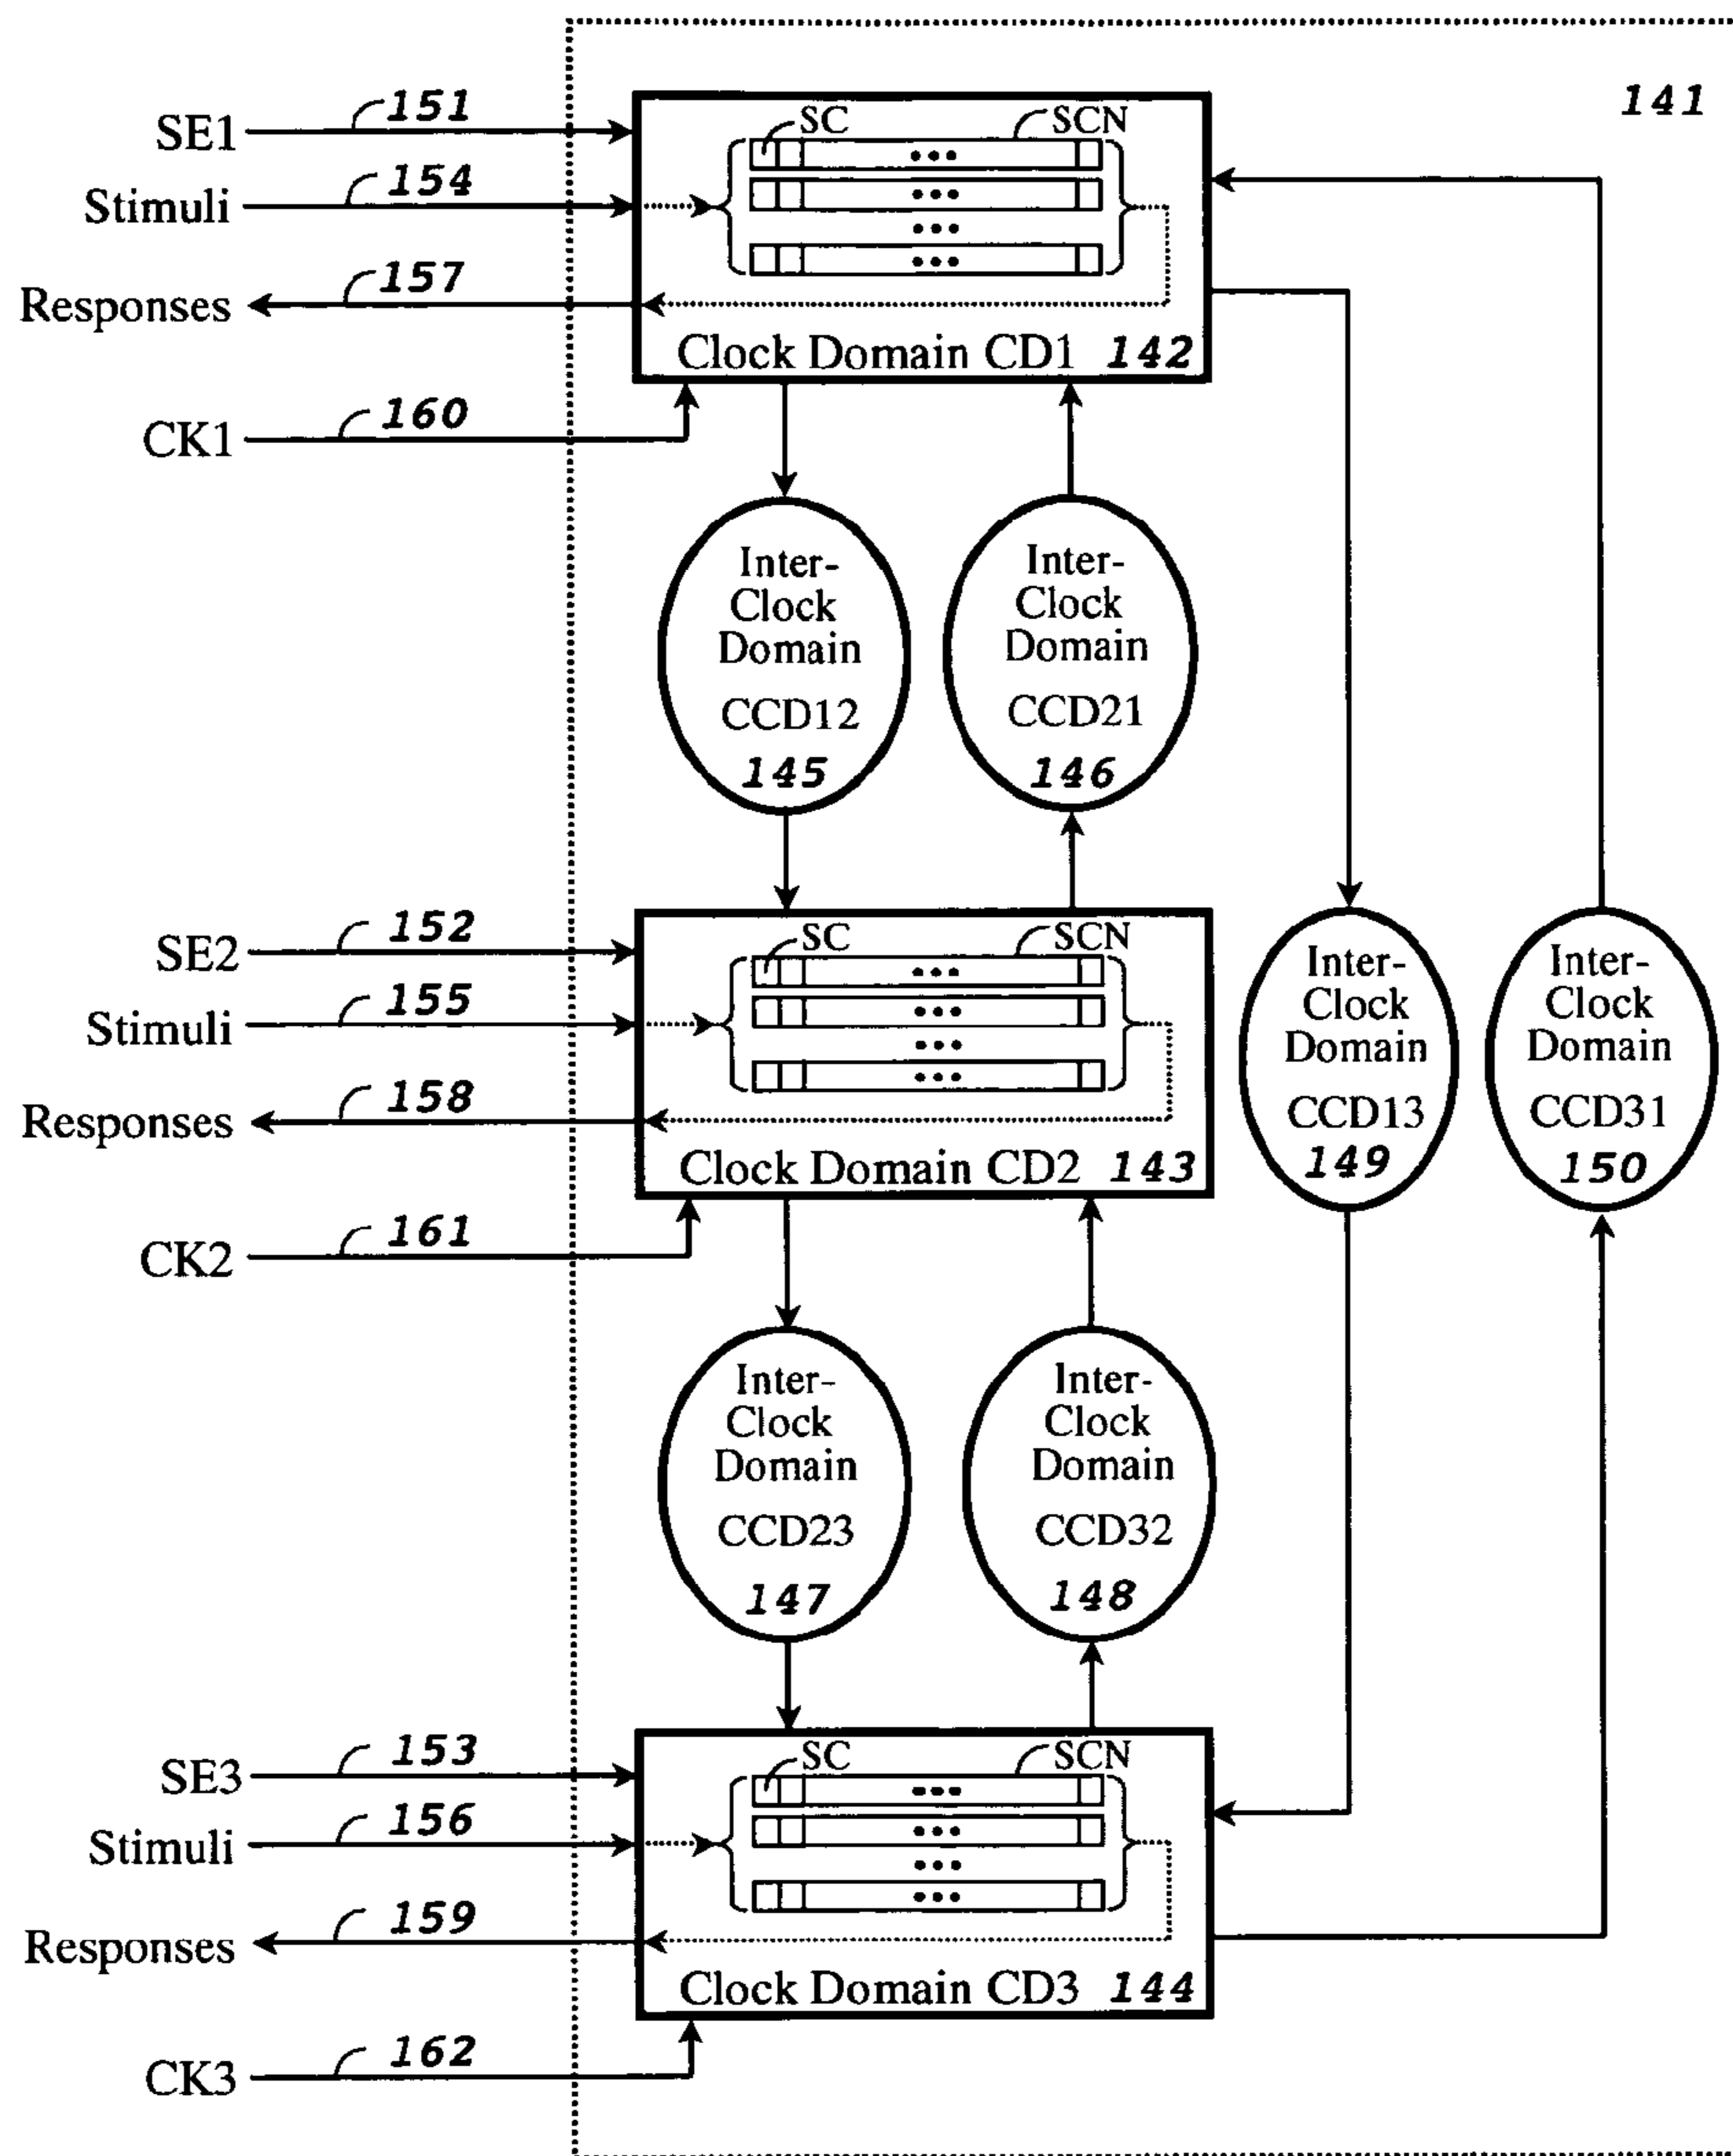 141
SE1 151 SC SCN
Stimuli 154
Responses 157
Clock Domain CD1 142
CK1 160
Inter-
Clock
Domain
CCD12
145
Inter-
Clock
Domain
CCD21
146
SE2 152 SC SCN
Stimuli 155
Responses 158
Clock Domain CD2 143
CK2 161
Inter-
Clock
Domain
CCD13
149
Inter-
Clock
Domain
CCD31
150
Inter-
Clock
Domain
CCD23
147
Inter-
Clock
Domain
CCD32
148
SE3 153 SC SCN
Stimuli 156
Responses 159
Clock Domain CD3 144
CK3 162